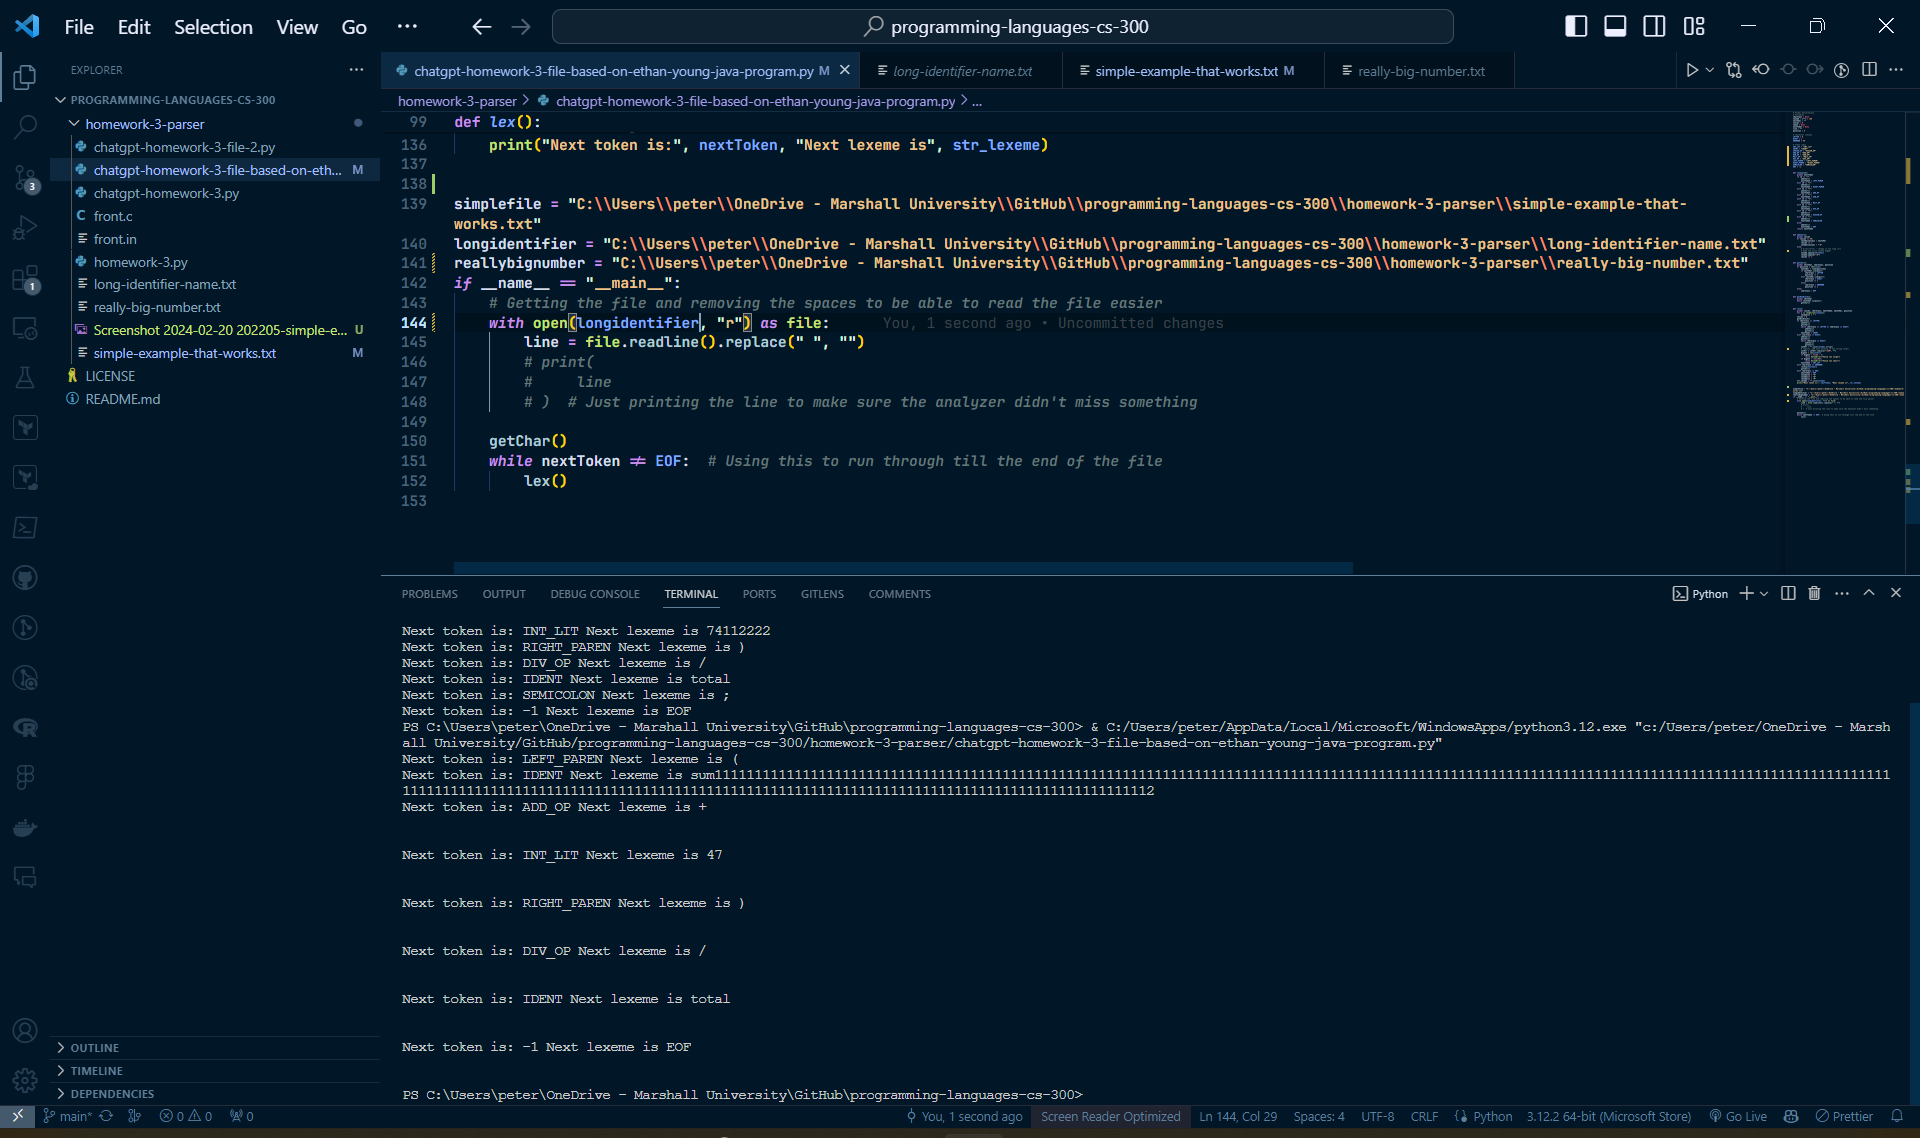 File Edit Selection View Go ··· programming-languages-cs-300
EXPLORER
PROGRAMMING-LANGUAGES-CS-300
homework-3-parser
chatgpt-homework-3-file-2.py
chatgpt-homework-3-file-based-on-eth... M
chatgpt-homework-3.py
front.c
front.in
homework-3.py
long-identifier-name.txt
really-big-number.txt
Screenshot 2024-02-20 202205-simple-e... U
simple-example-that-works.txt M
LICENSE
README.md
3
1
OUTLINE
TIMELINE
DEPENDENCIES
chatgpt-homework-3-file-based-on-ethan-young-java-program.py M long-identifier-name.txt simple-example-that-works.txt M really-big-number.txt
homework-3-parser > chatgpt-homework-3-file-based-on-ethan-young-java-program.py > ...
99 def lex():
136 print("Next token is:", nextToken, "Next lexeme is", str_lexeme)
137
138
139 simplefile = "C:\\Users\\peter\\OneDrive - Marshall University\\GitHub\\programming-languages-cs-300\\homework-3-parser\\simple-example-that-
works.txt"
140 longidentifier = "C:\\Users\\peter\\OneDrive - Marshall University\\GitHub\\programming-languages-cs-300\\homework-3-parser\\long-identifier-name.txt"
141 reallybignumber = "C:\\Users\\peter\\OneDrive - Marshall University\\GitHub\\programming-languages-cs-300\\homework-3-parser\\really-big-number.txt"
142 if __name__ == "__main__":
143 # Getting the file and removing the spaces to be able to read the file easier
144 with open(longidentifier, "r") as file: You, 1 second ago • Uncommitted changes
145 line = file.readline().replace(" ", "")
146 # print(
147 # line
148 # ) # Just printing the line to make sure the analyzer didn't miss something
149
150 getChar()
151 while nextToken != EOF: # Using this to run through till the end of the file
152 lex()
153
PROBLEMS OUTPUT DEBUG CONSOLE TERMINAL PORTS GITLENS COMMENTS Python
Next token is: INT_LIT Next lexeme is 74112222
Next token is: RIGHT_PAREN Next lexeme is )
Next token is: DIV_OP Next lexeme is /
Next token is: IDENT Next lexeme is total
Next token is: SEMICOLON Next lexeme is ;
Next token is: -1 Next lexeme is EOF
PS C:\Users\peter\OneDrive - Marshall University\GitHub\programming-languages-cs-300> & C:/Users/peter/AppData/Local/Microsoft/WindowsApps/python3.12.exe "c:/Users/peter/OneDrive - Marsh
all University/GitHub/programming-languages-cs-300/homework-3-parser/chatgpt-homework-3-file-based-on-ethan-young-java-program.py"
Next token is: LEFT_PAREN Next lexeme is (
Next token is: IDENT Next lexeme is
Next token is: ADD_OP Next lexeme is +
Next token is: INT_LIT Next lexeme is 47
Next token is: RIGHT_PAREN Next lexeme is )
Next token is: DIV_OP Next lexeme is /
Next token is: IDENT Next lexeme is total
Next token is: -1 Next lexeme is EOF
PS C:\Users\peter\OneDrive - Marshall University\GitHub\programming-languages-cs-300>
main* 0 0 0 You, 1 second ago Screen Reader Optimized Ln 144, Col 29 Spaces: 4 UTF-8 CRLF Python 3.12.2 64-bit (Microsoft Store) Go Live Prettier